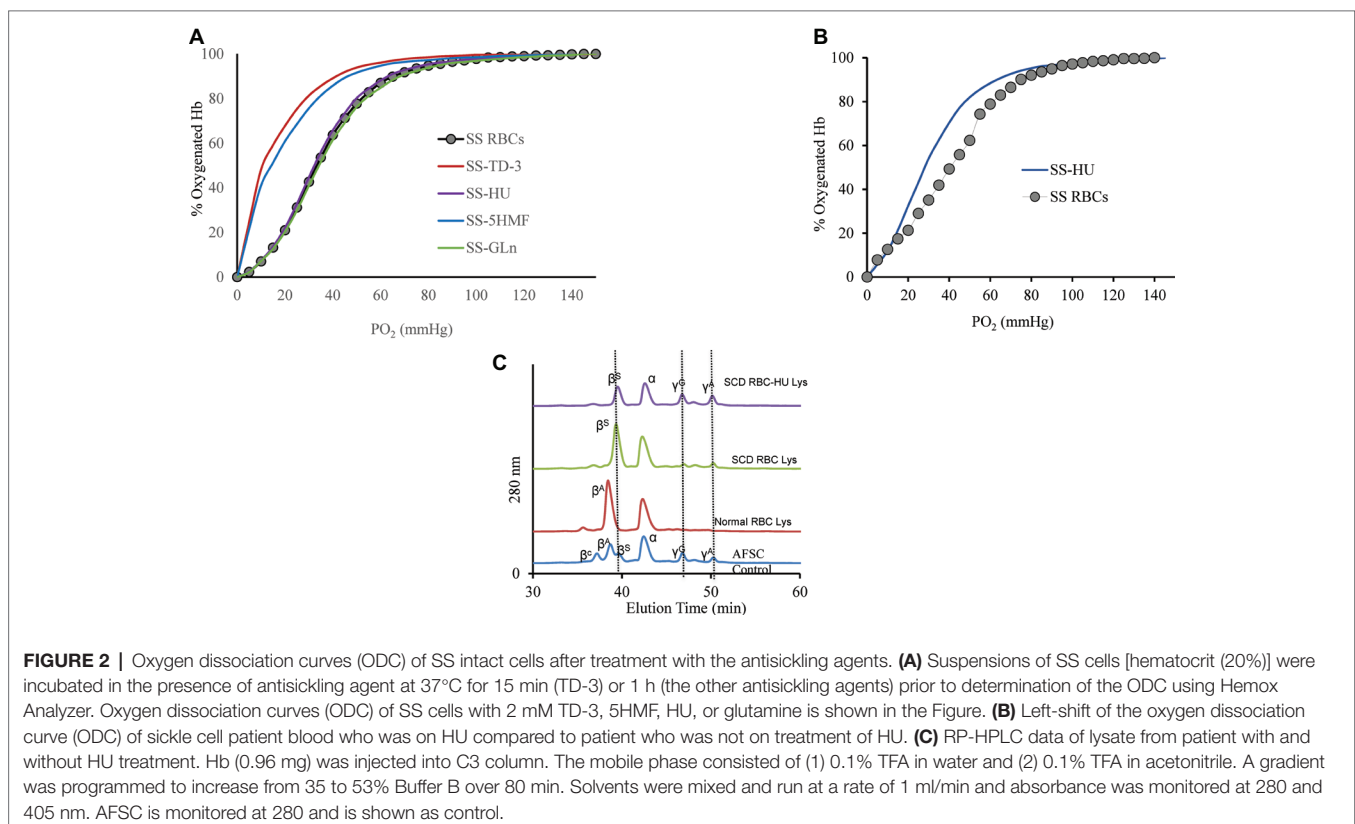 A
100
80
60
40
20
0
% Oxygenated Hb
SS RBCs
SS-TD-3
SS-HU
SS-5HMF
SS-GLn
0 20 40 60 80 100 120 140
PO2 (mmHg)
B
100
80
60
40
20
0
% Oxygenated Hb
SS-HU
SS RBCs
0 20 40 60 80 100 120 140
PO2 (mmHg)
C
βS α γG γA SCD RBC-HU Lys
βS SCD RBC Lys
βA Normal RBC Lys
βc βA βS α γG γA AFSC
Control
280 nm
0
30 40 50 60
Elution Time (min)
FIGURE 2 | Oxygen dissociation curves (ODC) of SS intact cells after treatment with the antisickling agents. (A) Suspensions of SS cells [hematocrit (20%)] were
incubated in the presence of antisickling agent at 37°C for 15 min (TD-3) or 1 h (the other antisickling agents) prior to determination of the ODC using Hemox
Analyzer. Oxygen dissociation curves (ODC) of SS cells with 2 mM TD-3, 5HMF, HU, or glutamine is shown in the Figure. (B) Left-shift of the oxygen dissociation
curve (ODC) of sickle cell patient blood who was on HU compared to patient who was not on treatment of HU. (C) RP-HPLC data of lysate from patient with and
without HU treatment. Hb (0.96 mg) was injected into C3 column. The mobile phase consisted of (1) 0.1% TFA in water and (2) 0.1% TFA in acetonitrile. A gradient
was programmed to increase from 35 to 53% Buffer B over 80 min. Solvents were mixed and run at a rate of 1 ml/min and absorbance was monitored at 280 and
405 nm. AFSC is monitored at 280 and is shown as control.